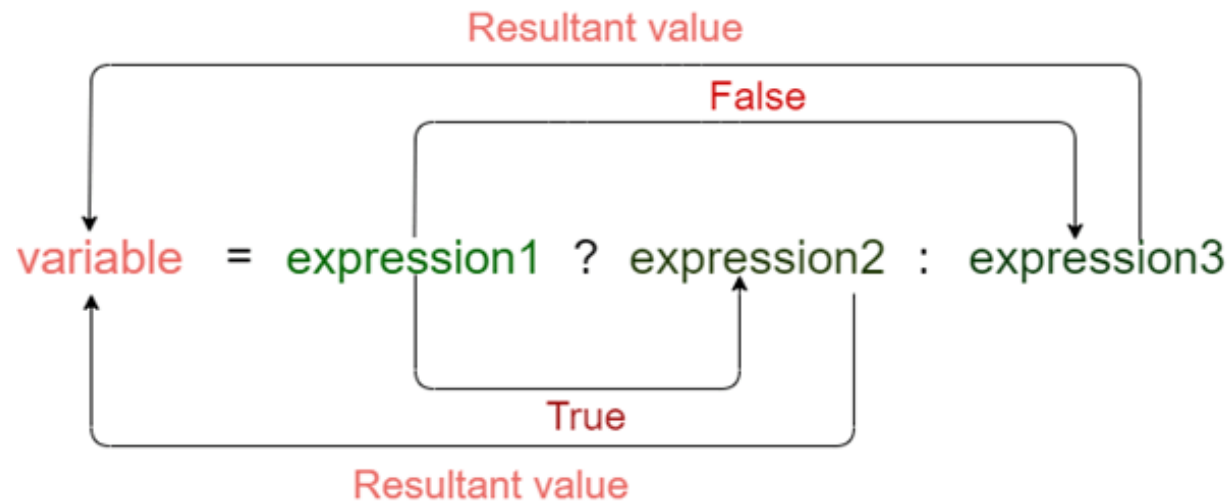 Resultant value
False
variable = expression1 ? expression2 : expression3
True
Resultant value